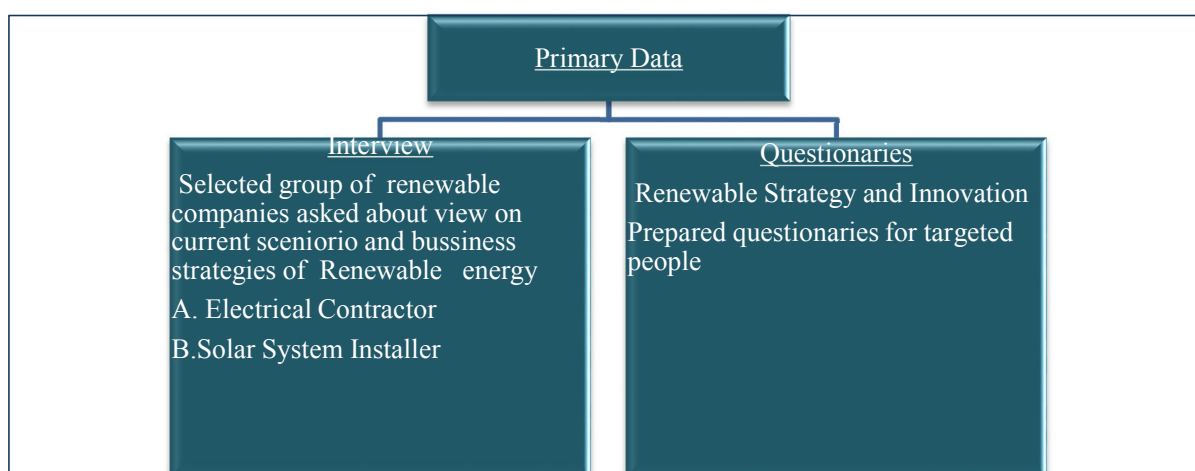 Primary Data
Interview
Selected group of renewable
companies asked about view on
current sceniorio and bussiness
strategies of Renewable energy
A. Electrical Contractor
B.Solar System Installer
Questionaries
Renewable Strategy and Innovation
Prepared questionaries for targeted
people